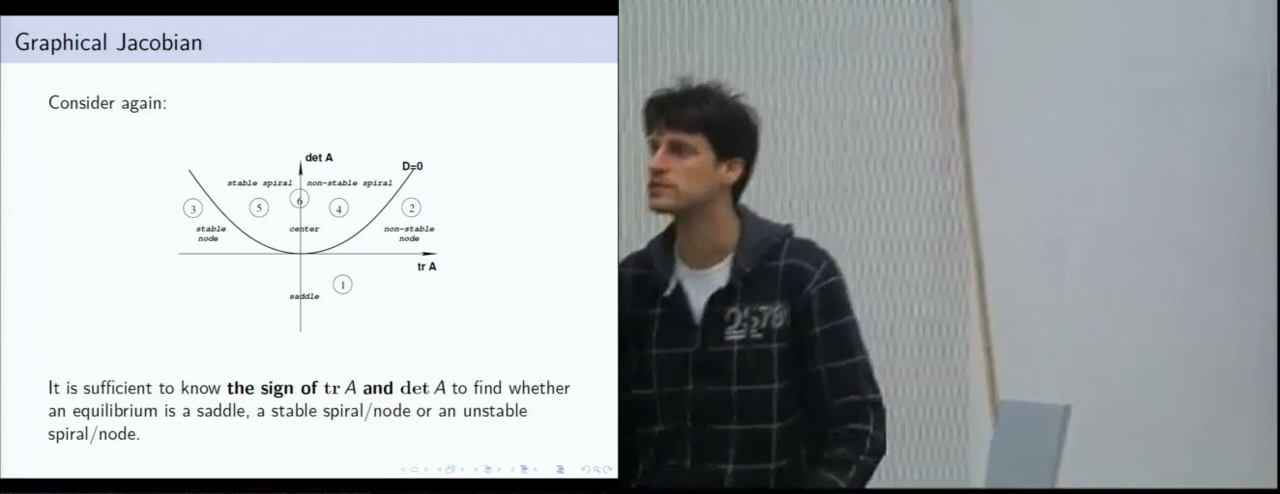 Graphical Jacobian
Consider again:
det A
D=0
stable spiral
non-stable spiral
6
3
5
4
2
stable
node
center
non-stable
node
tr A
1
saddle
It is sufficient to know the sign of tr A and det A to find whether
an equilibrium is a saddle, a stable spiral/node or an unstable
spiral/node.
2578